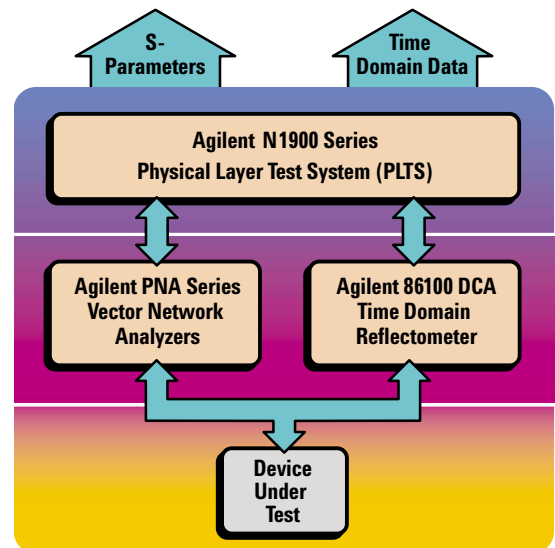 S-
Parameters
Time
Domain Data
Agilent N1900 Series
Physical Layer Test System (PLTS)
Agilent PNA Series
Vector Network
Analyzers
Agilent 86100 DCA
Time Domain
Reflectometer
Device
Under
Test